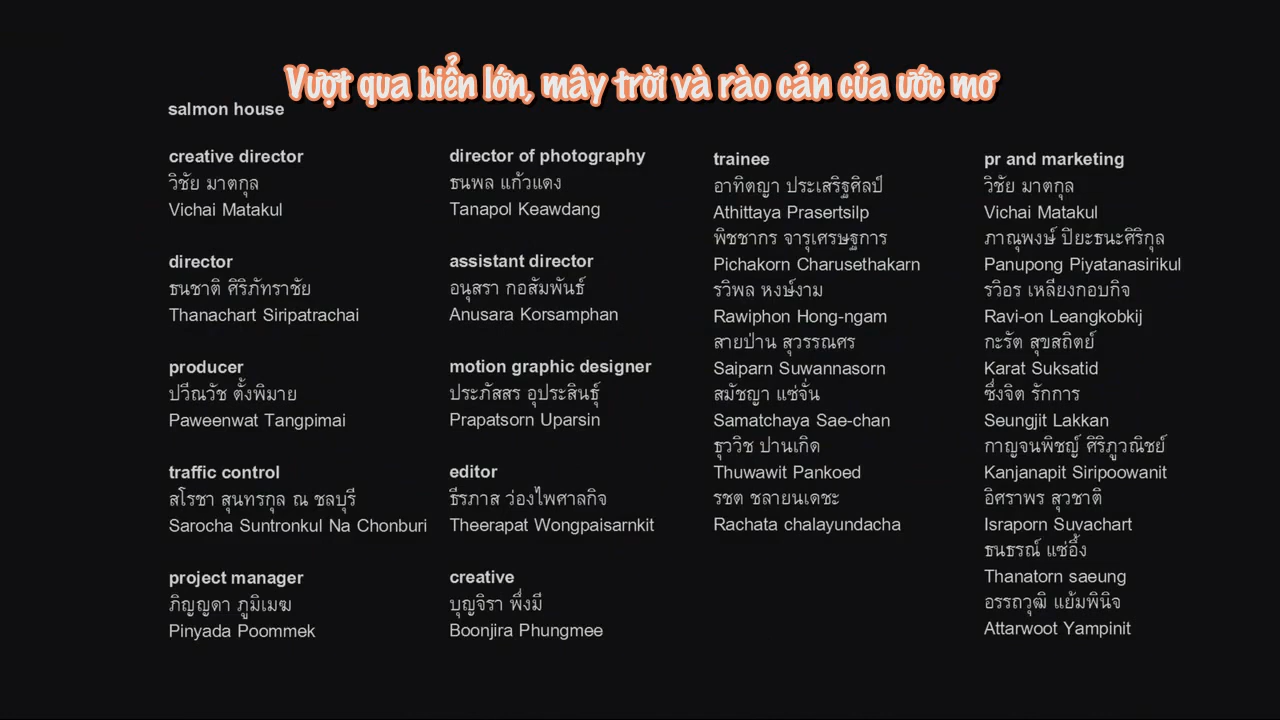 Vượt qua biển lớn, mây trời và rào cản của ước mơ
salmon house
creative director
วิชัย มาตกุล
Vichai Matakul
director
ธนชาติ ศิริภัทราชัย
Thanachart Siripatrachai
producer
ปวีณวัช ตั้งพิมาย
Paweenwat Tangpimai
traffic control
สโรชา สุนทรกุล ณ ชลบุรี
Sarocha Suntronkul Na Chonburi
project manager
ภิญญดา ภูมิเมฆ
Pinyada Poommek
director of photography
ธนพล แก้วแดง
Tanapol Keawdang
assistant director
อนุสรา กอสัมพันธ์
Anusara Korsamphan
motion graphic designer
ประภัสสร อุประสินธุ์
Prapatsorn Uparsin
editor
ธีรภาส ว่องไพศาลกิจ
Theerapat Wongpaisarnkit
creative
บุญจิรา พึ่งมี
Boonjira Phungmee
trainee
อาทิตญา ประเสริฐศิลป์
Athittaya Prasertsilp
พิชชากร จารุเศรษฐการ
Pichakorn Charusethakarn
รวิพล หงษ์งาม
Rawiphon Hong-ngam
สายป่าน สุวรรณศร
Saiparn Suwannasorn
สมัชญา แซ่จั่น
Samatchaya Sae-chan
ธุววิช ปานเกิด
Thuwawit Pankoed
รชต ชลายนเดชะ
Rachata chalayundacha
pr and marketing
วิชัย มาตกุล
Vichai Matakul
ภาณุพงษ์ ปิยะธนะศิริกุล
Panupong Piyatanasirikul
รวิอร เหลียงกอบกิจ
Ravi-on Leangkobkij
กะรัต สุขสถิตย์
Karat Suksatid
ซึ่งจิต รักการ
Seungjit Lakkan
กาญจนพิชญ์ ศิริภูวณิชย์
Kanjanapit Siripoowanit
อิศราพร สุวชาติ
Israporn Suvachart
ธนธรณ์ แซ่อึ้ง
Thanatorn saeung
อรรถวุฒิ แย้มพินิจ
Attarwoot Yampinit